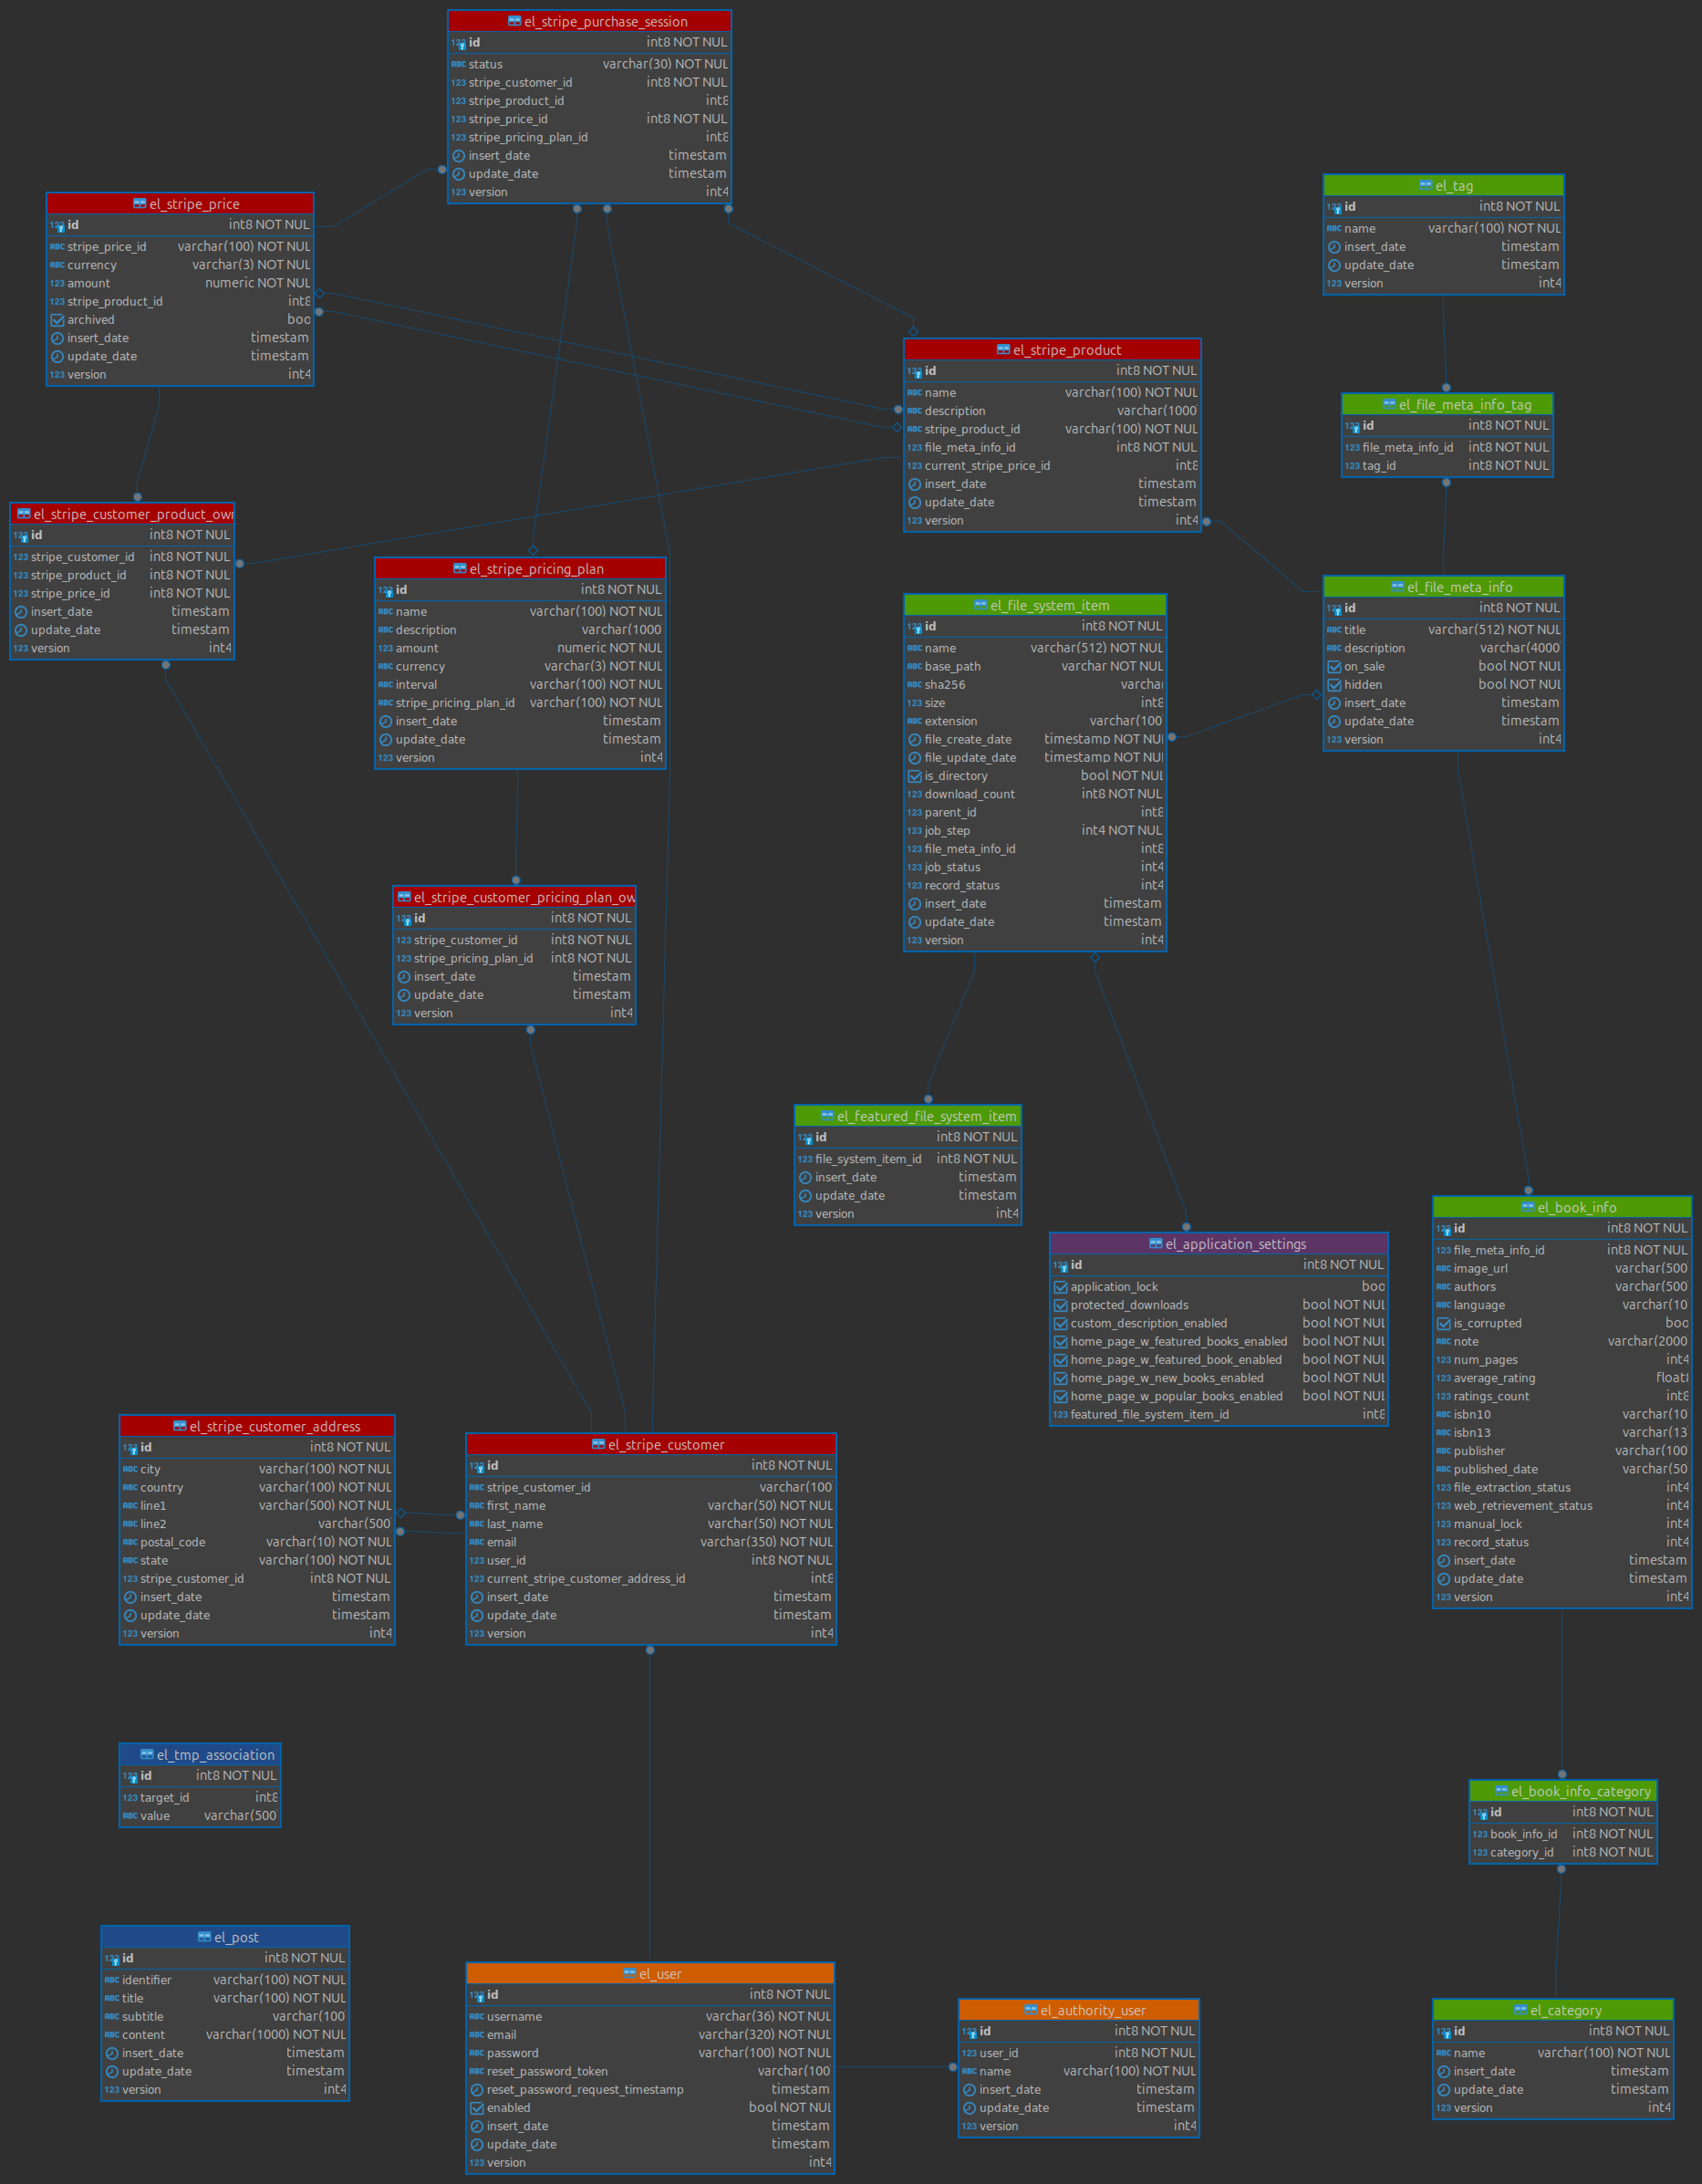 el_stripe_purchase_session
id int8 NOT NUL
status varchar(30) NOT NUL
stripe_customer_id int8 NOT NUL
stripe_product_id int8
stripe_price_id int8 NOT NUL
stripe_pricing_plan_id int8
insert_date timestam
update_date timestam
version int4
el_tag
id int8 NOT NUL
name varchar(100) NOT NUL
insert_date timestam
update_date timestam
version int4
el_stripe_price
id int8 NOT NUL
stripe_price_id varchar(100) NOT NUL
currency varchar(3) NOT NUL
amount numeric NOT NUL
stripe_product_id int8
archived boo
insert_date timestam
update_date timestam
version int4
el_stripe_product
id int8 NOT NUL
name varchar(100) NOT NUL
description varchar(1000
stripe_product_id varchar(100) NOT NUL
file_meta_info_id int8 NOT NUL
current_stripe_price_id int8
insert_date timestam
update_date timestam
version int4
el_file_meta_info_tag
id int8 NOT NUL
file_meta_info_id int8 NOT NUL
tag_id int8 NOT NUL
el_stripe_customer_product_own
id int8 NOT NUL
stripe_customer_id int8 NOT NUL
stripe_product_id int8 NOT NUL
stripe_price_id int8 NOT NUL
insert_date timestam
update_date timestam
version int4
el_stripe_pricing_plan
id int8 NOT NUL
name varchar(100) NOT NUL
description varchar(1000
amount numeric NOT NUL
currency varchar(3) NOT NUL
interval varchar(100) NOT NUL
stripe_pricing_plan_id varchar(100) NOT NUL
insert_date timestam
update_date timestam
version int4
el_file_system_item
id int8 NOT NUL
name varchar(512) NOT NUL
base_path varchar NOT NUL
sha256 varchar
size int8
extension varchar(100
file_create_date timestamp NOT NUL
file_update_date timestamp NOT NUL
is_directory bool NOT NUL
download_count int8 NOT NUL
parent_id int8
job_step int4 NOT NUL
file_meta_info_id int8
job_status int4
record_status int4
insert_date timestam
update_date timestam
version int4
el_file_meta_info
id int8 NOT NUL
title varchar(512) NOT NUL
description varchar(4000
on_sale bool NOT NUL
hidden bool NOT NUL
insert_date timestam
update_date timestam
version int4
el_stripe_customer_pricing_plan_ow
id int8 NOT NUL
stripe_customer_id int8 NOT NUL
stripe_pricing_plan_id int8 NOT NUL
insert_date timestam
update_date timestam
version int4
el_featured_file_system_item
id int8 NOT NUL
file_system_item_id int8 NOT NUL
insert_date timestam
update_date timestam
version int4
el_application_settings
id int8 NOT NUL
application_lock boo
protected_downloads bool NOT NUL
custom_description_enabled bool NOT NUL
home_page_w_featured_books_enabled bool NOT NUL
home_page_w_featured_book_enabled bool NOT NUL
home_page_w_new_books_enabled bool NOT NUL
home_page_w_popular_books_enabled bool NOT NUL
featured_file_system_item_id int8
el_book_info
id int8 NOT NUL
file_meta_info_id int8 NOT NUL
image_url varchar(500
authors varchar(500
language varchar(10
is_corrupted boo
note varchar(2000
num_pages int4
average_rating float8
ratings_count int8
isbn10 varchar(10
isbn13 varchar(13
publisher varchar(100
published_date varchar(50
file_extraction_status int4
web_retrievement_status int4
manual_lock int4
record_status int4
insert_date timestam
update_date timestam
version int4
el_stripe_customer_address
id int8 NOT NUL
city varchar(100) NOT NUL
country varchar(100) NOT NUL
line1 varchar(500) NOT NUL
line2 varchar(500
postal_code varchar(10) NOT NUL
state varchar(100) NOT NUL
stripe_customer_id int8 NOT NUL
insert_date timestam
update_date timestam
version int4
el_stripe_customer
id int8 NOT NUL
stripe_customer_id varchar(100
first_name varchar(50) NOT NUL
last_name varchar(50) NOT NUL
email varchar(350) NOT NUL
user_id int8 NOT NUL
current_stripe_customer_address_id int8
insert_date timestam
update_date timestam
version int4
el_tmp_association
id int8 NOT NUL
target_id int8
value varchar(500
el_book_info_category
id int8 NOT NUL
book_info_id int8 NOT NUL
category_id int8 NOT NUL
el_post
id int8 NOT NUL
identifier varchar(100) NOT NUL
title varchar(100) NOT NUL
subtitle varchar(100
content varchar(1000) NOT NUL
insert_date timestam
update_date timestam
version int4
el_user
id int8 NOT NUL
username varchar(36) NOT NUL
email varchar(320) NOT NUL
password varchar(100) NOT NUL
reset_password_token varchar(100
reset_password_request_timestamp timestam
enabled bool NOT NUL
insert_date timestam
update_date timestam
version int4
el_authority_user
id int8 NOT NUL
user_id int8 NOT NUL
name varchar(100) NOT NUL
insert_date timestam
update_date timestam
version int4
el_category
id int8 NOT NUL
name varchar(100) NOT NUL
insert_date timestam
update_date timestam
version int4